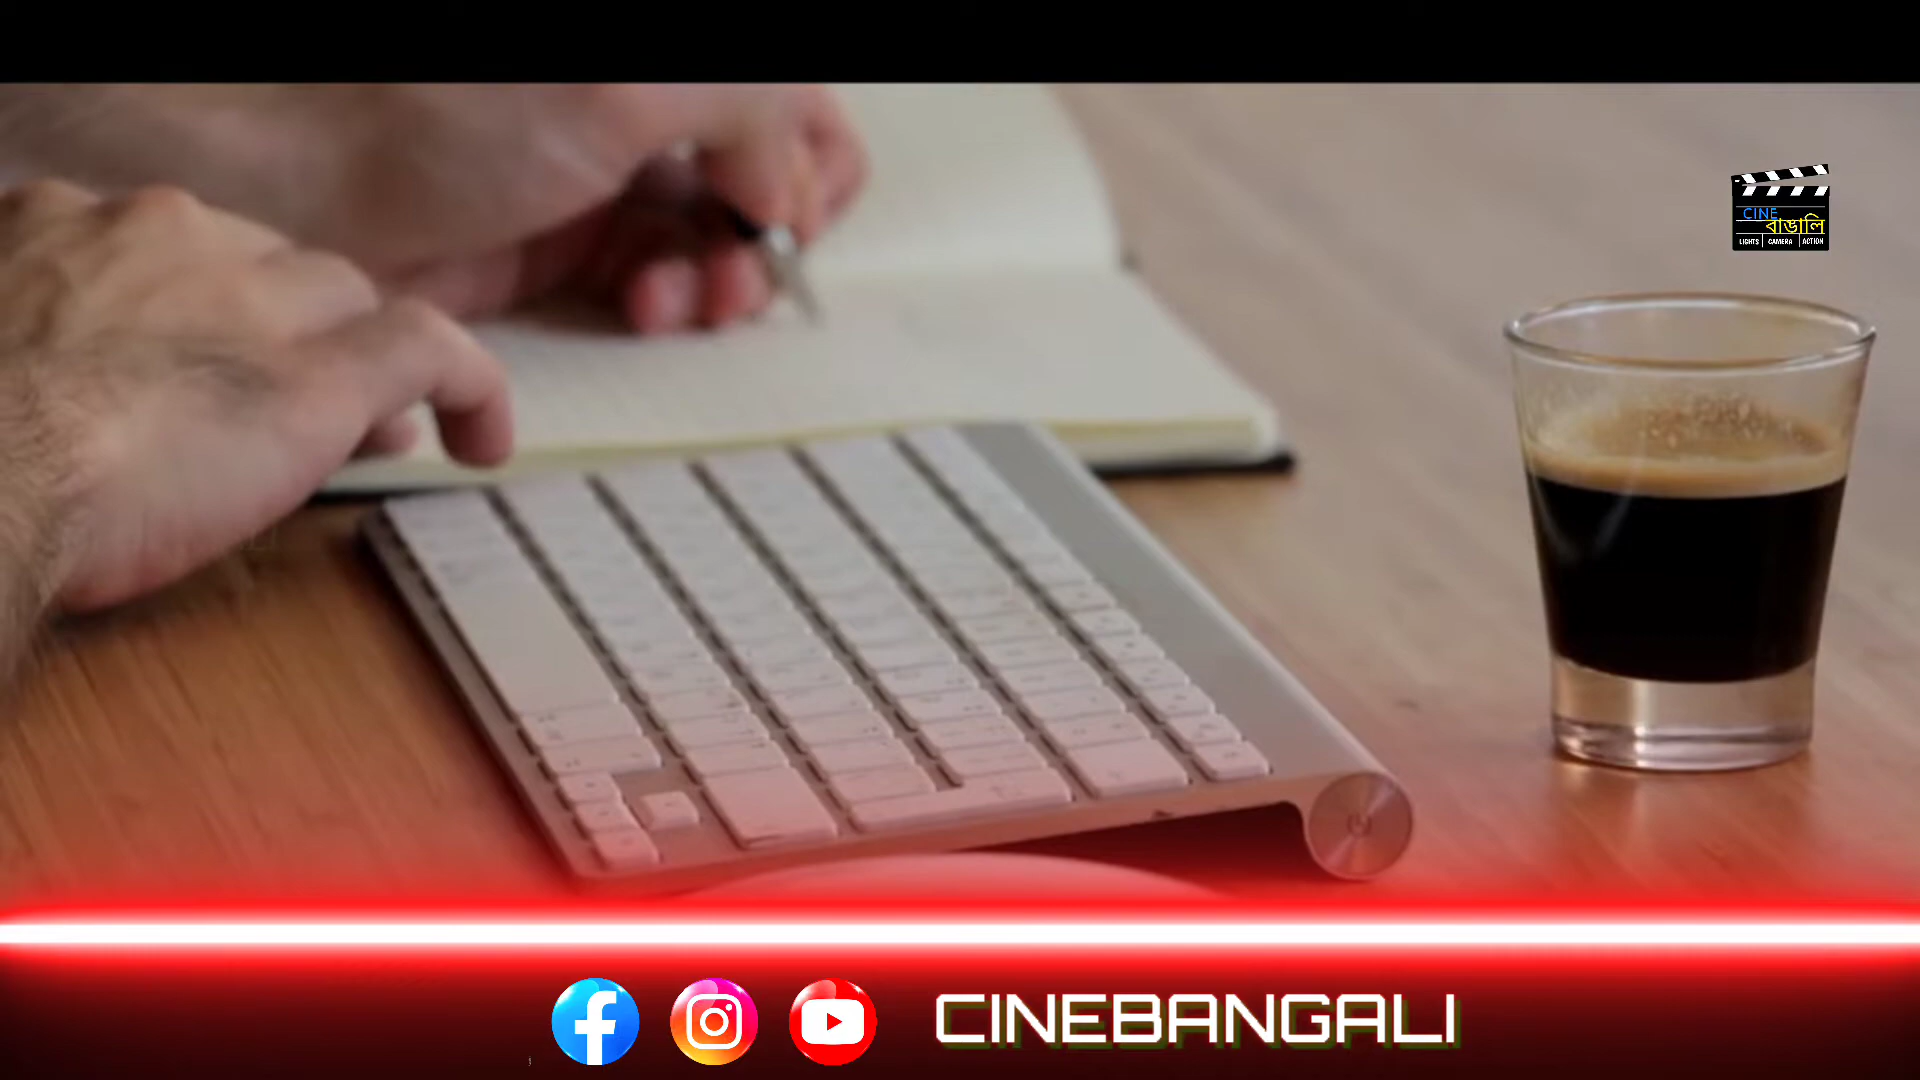 CINE
বাঙালি
LIGHTS CAMERA ACTION
CINEBANGALI